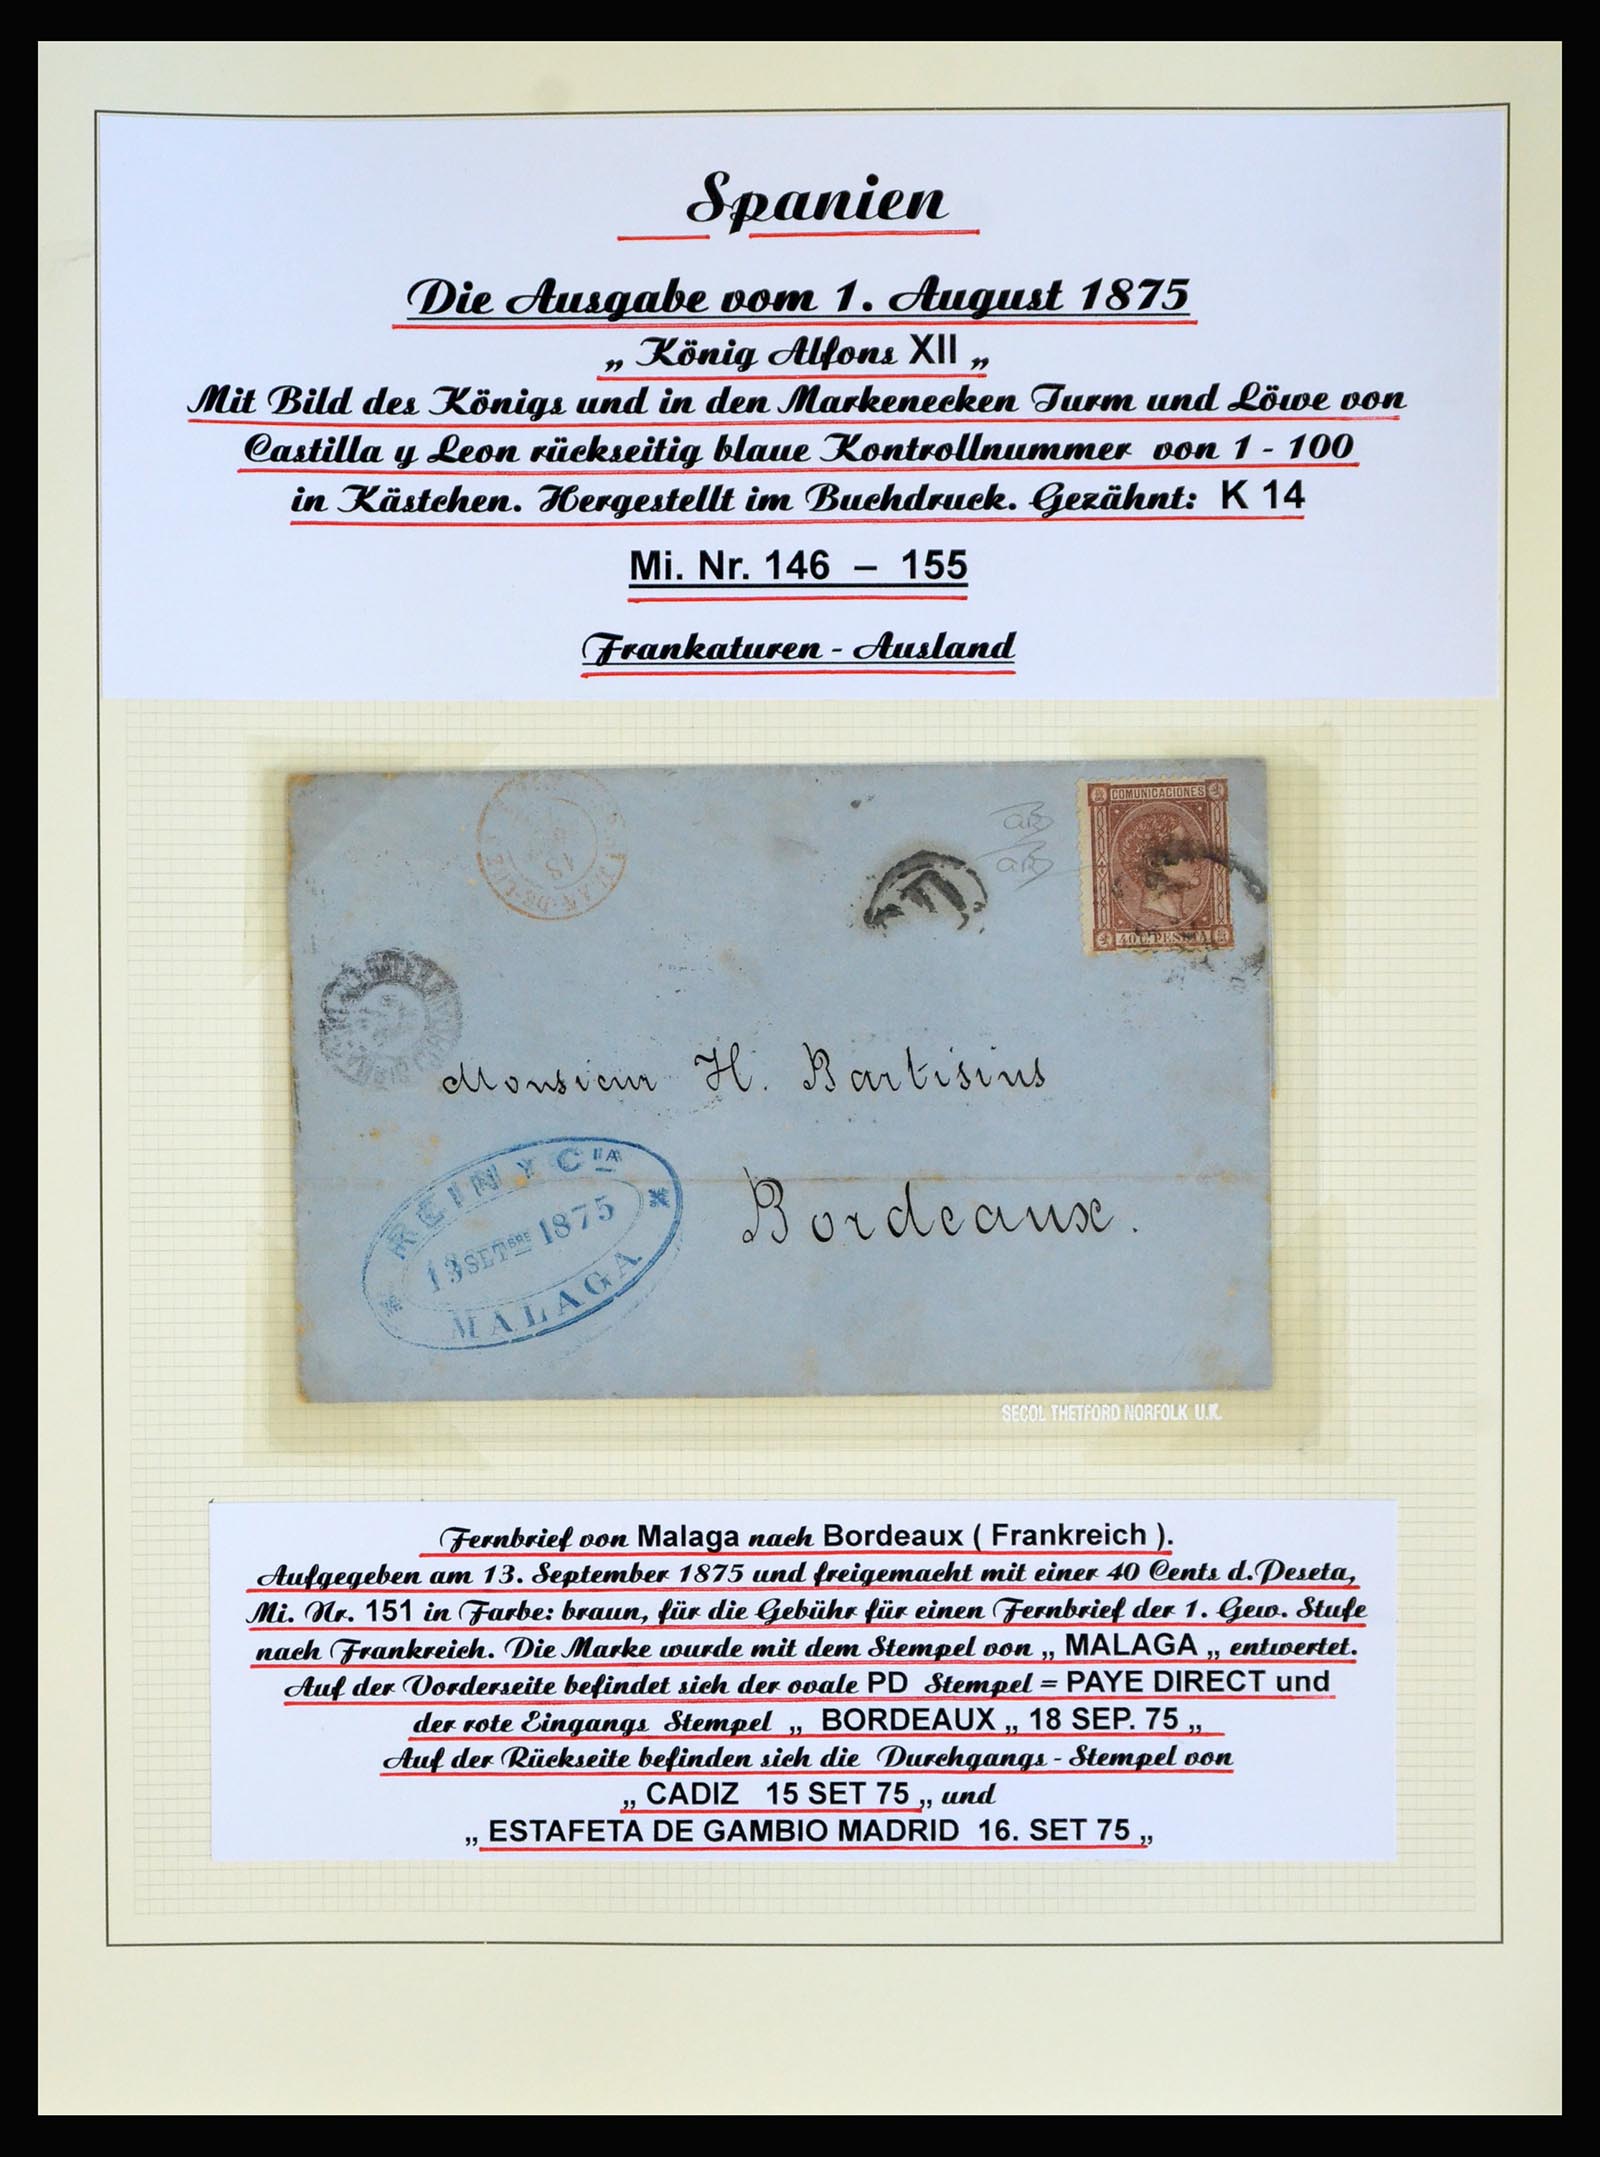 Spanien
Die Ausgabe vom 1. August 1875
„ König Alfons XII „
Mit Bild des Königs und in den Markenecken Turm und Löwe von
Castilla y Leon rückseitig blaue Kontrollnummer von 1 - 100
in Kästchen. Hergestellt im Buchdruck. Gezähnt: K 14
Mi. Nr. 146 – 155
Frankaturen - Ausland
COMUNICACIONES
40 C. PESETA
Monsieur H. Bartisius
Bordeaux.
REIN Y CIA
13 SETBRE 1875
MALAGA
SECOL THETFORD NORFOLK U.K.
Fernbrief von Malaga nach Bordeaux ( Frankreich ).
Aufgegeben am 13. September 1875 und freigemacht mit einer 40 Cents d.Peseta,
Mi. Nr. 151 in Farbe: braun, für die Gebühr für einen Fernbrief der 1. Gew. Stufe
nach Frankreich. Die Marke wurde mit dem Stempel von „ MALAGA „ entwertet.
Auf der Vorderseite befindet sich der ovale PD Stempel = PAYE DIRECT und
der rote Eingangs Stempel „ BORDEAUX „ 18 SEP. 75 „
Auf der Rückseite befinden sich die Durchgangs - Stempel von
„ CADIZ 15 SET 75 „ und
„ ESTAFETA DE GAMBIO MADRID 16. SET 75 „